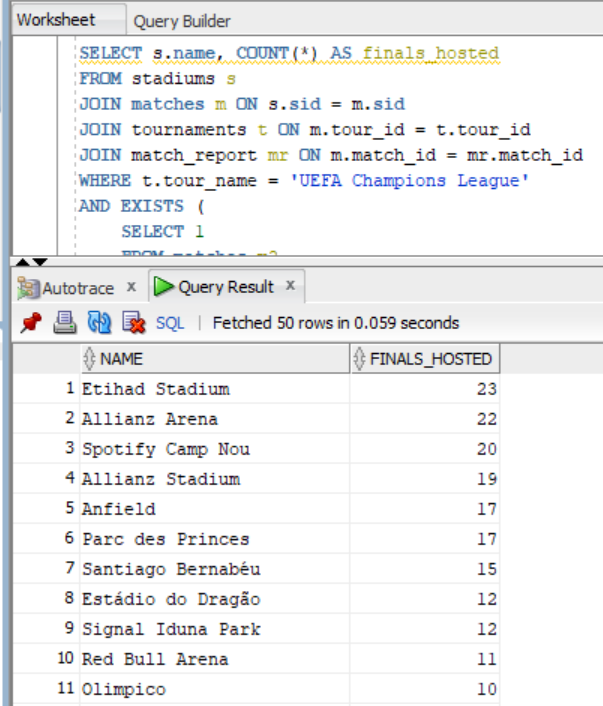 Worksheet Query Builder
SELECT s.name, COUNT(*) AS finals_hosted
FROM stadiums s
JOIN matches m ON s.sid = m.sid
JOIN tournaments t ON m.tour_id = t.tour_id
JOIN match_report mr ON m.match_id = mr.match_id
WHERE t.tour_name = 'UEFA Champions League'
AND EXISTS (
SELECT 1
FROM matches m2
Autotrace x Query Result x
SQL | Fetched 50 rows in 0.059 seconds
NAME FINALS_HOSTED
1 Etihad Stadium 23
2 Allianz Arena 22
3 Spotify Camp Nou 20
4 Allianz Stadium 19
5 Anfield 17
6 Parc des Princes 17
7 Santiago Bernabéu 15
8 Estádio do Dragão 12
9 Signal Iduna Park 12
10 Red Bull Arena 11
11 Olimpico 10